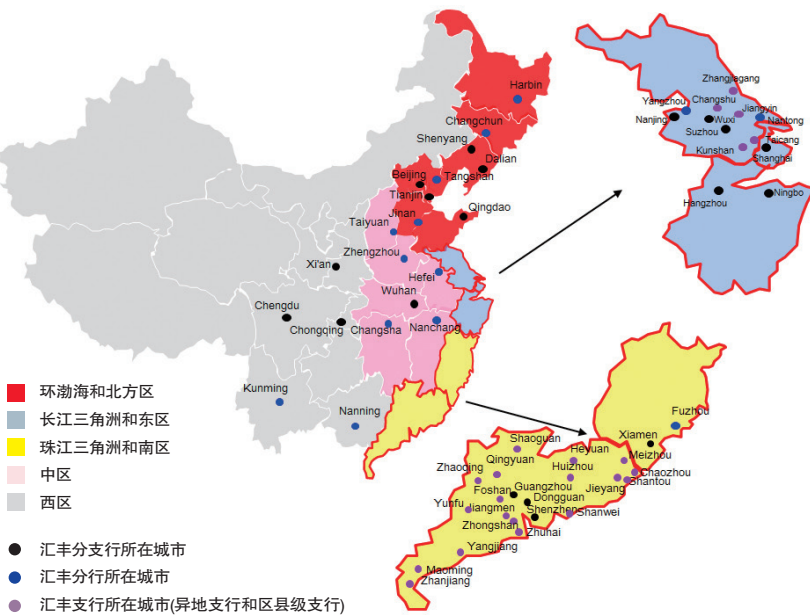 Harbin
Changchun
Shenyang
Dalian
Beijing
Tangshan
Tianjin
Jinan
Qingdao
Taiyuan
Zhengzhou
Xi'an
Hefei
Wuhan
Chengdu
Chongqing
Changsha
Nanchang
Kunming
Nanning
Zhangjiegang
Yangzhou
Changshu
Jiangyin
Nanjing
Wuxi
Nantong
Suzhou
Taicang
Kunshan
Shanghai
Hangzhou
Ningbo
Fuzhou
Xiamen
Shaoguan
Heyuan
Meizhou
Qingyuan
Zhaoqing
Huizhou
Chaozhou
Foshan
Guangzhou
Jieyang
Shantou
Dongguan
Yunfu
Jiangmen
Shenzhen
Shanwei
Zhongshan
Zhuhai
Yangjiang
Maoming
Zhanjiang
环渤海和北方区
长江三角洲和东区
珠江三角洲和南区
中区
西区
汇丰分支行所在城市
汇丰分行所在城市
汇丰支行所在城市(异地支行和区县级支行)